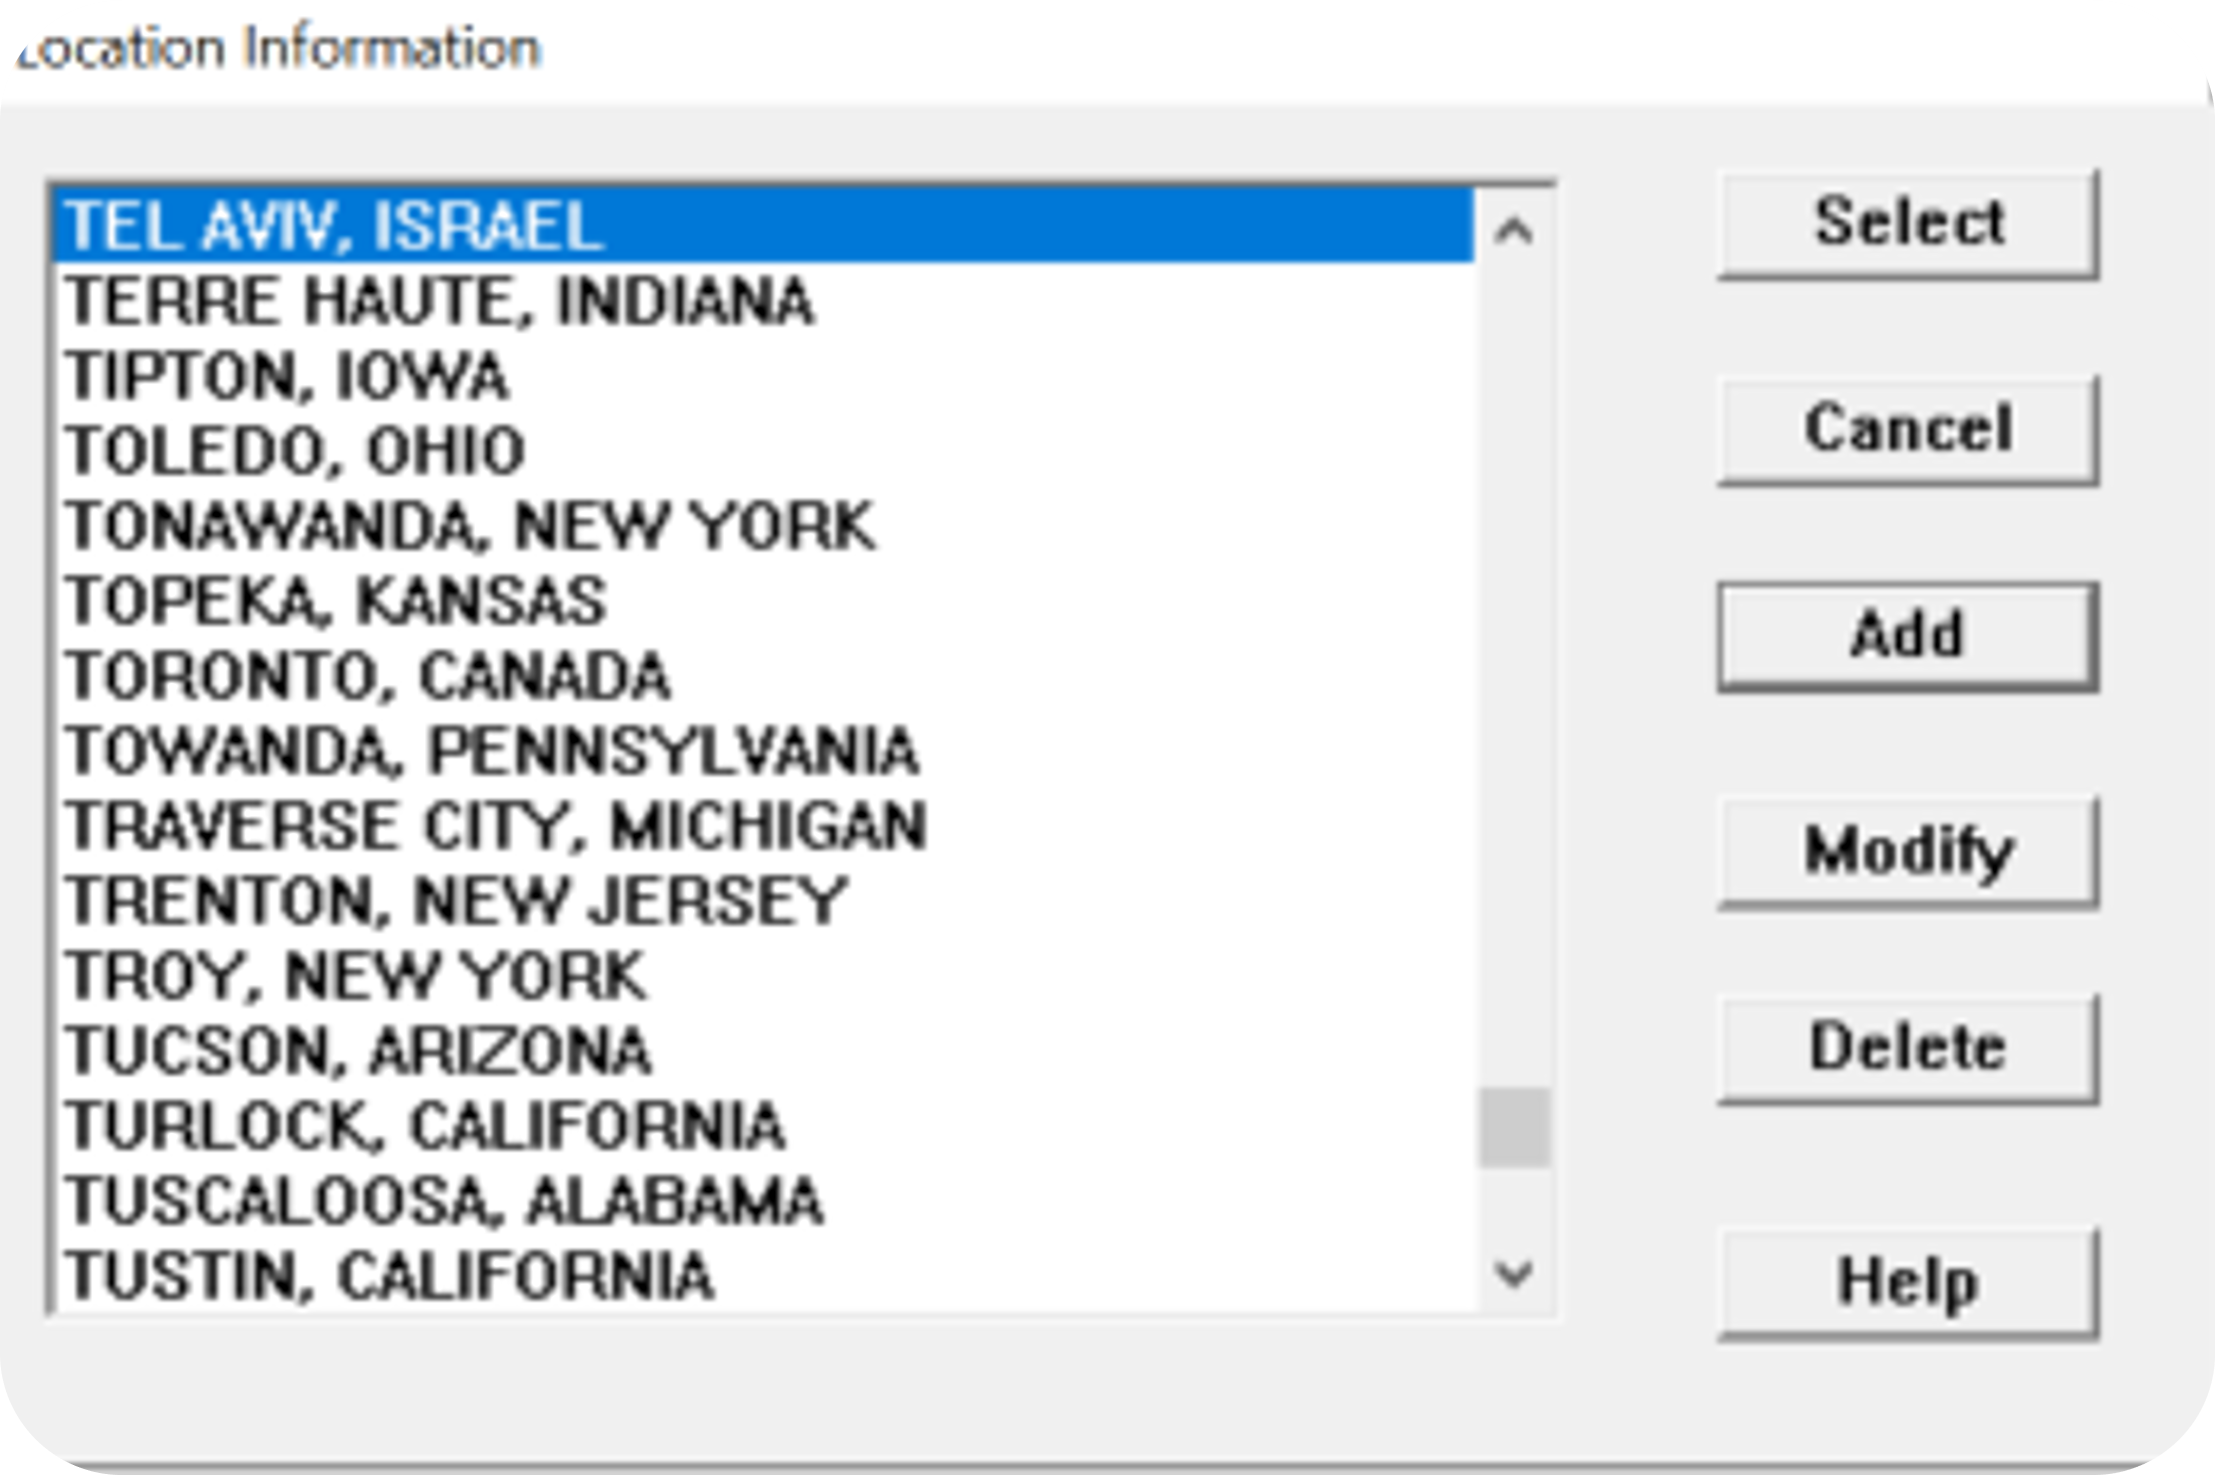 Location Information
TEL AVIV, ISRAEL
TERRE HAUTE, INDIANA
TIPTON, IOWA
TOLEDO, OHIO
TONAWANDA, NEW YORK
TOPEKA, KANSAS
TORONTO, CANADA
TOWANDA, PENNSYLVANIA
TRAVERSE CITY, MICHIGAN
TRENTON, NEW JERSEY
TROY, NEW YORK
TUCSON, ARIZONA
TURLOCK, CALIFORNIA
TUSCALOOSA, ALABAMA
TUSTIN, CALIFORNIA
Select
Cancel
Add
Modify
Delete
Help